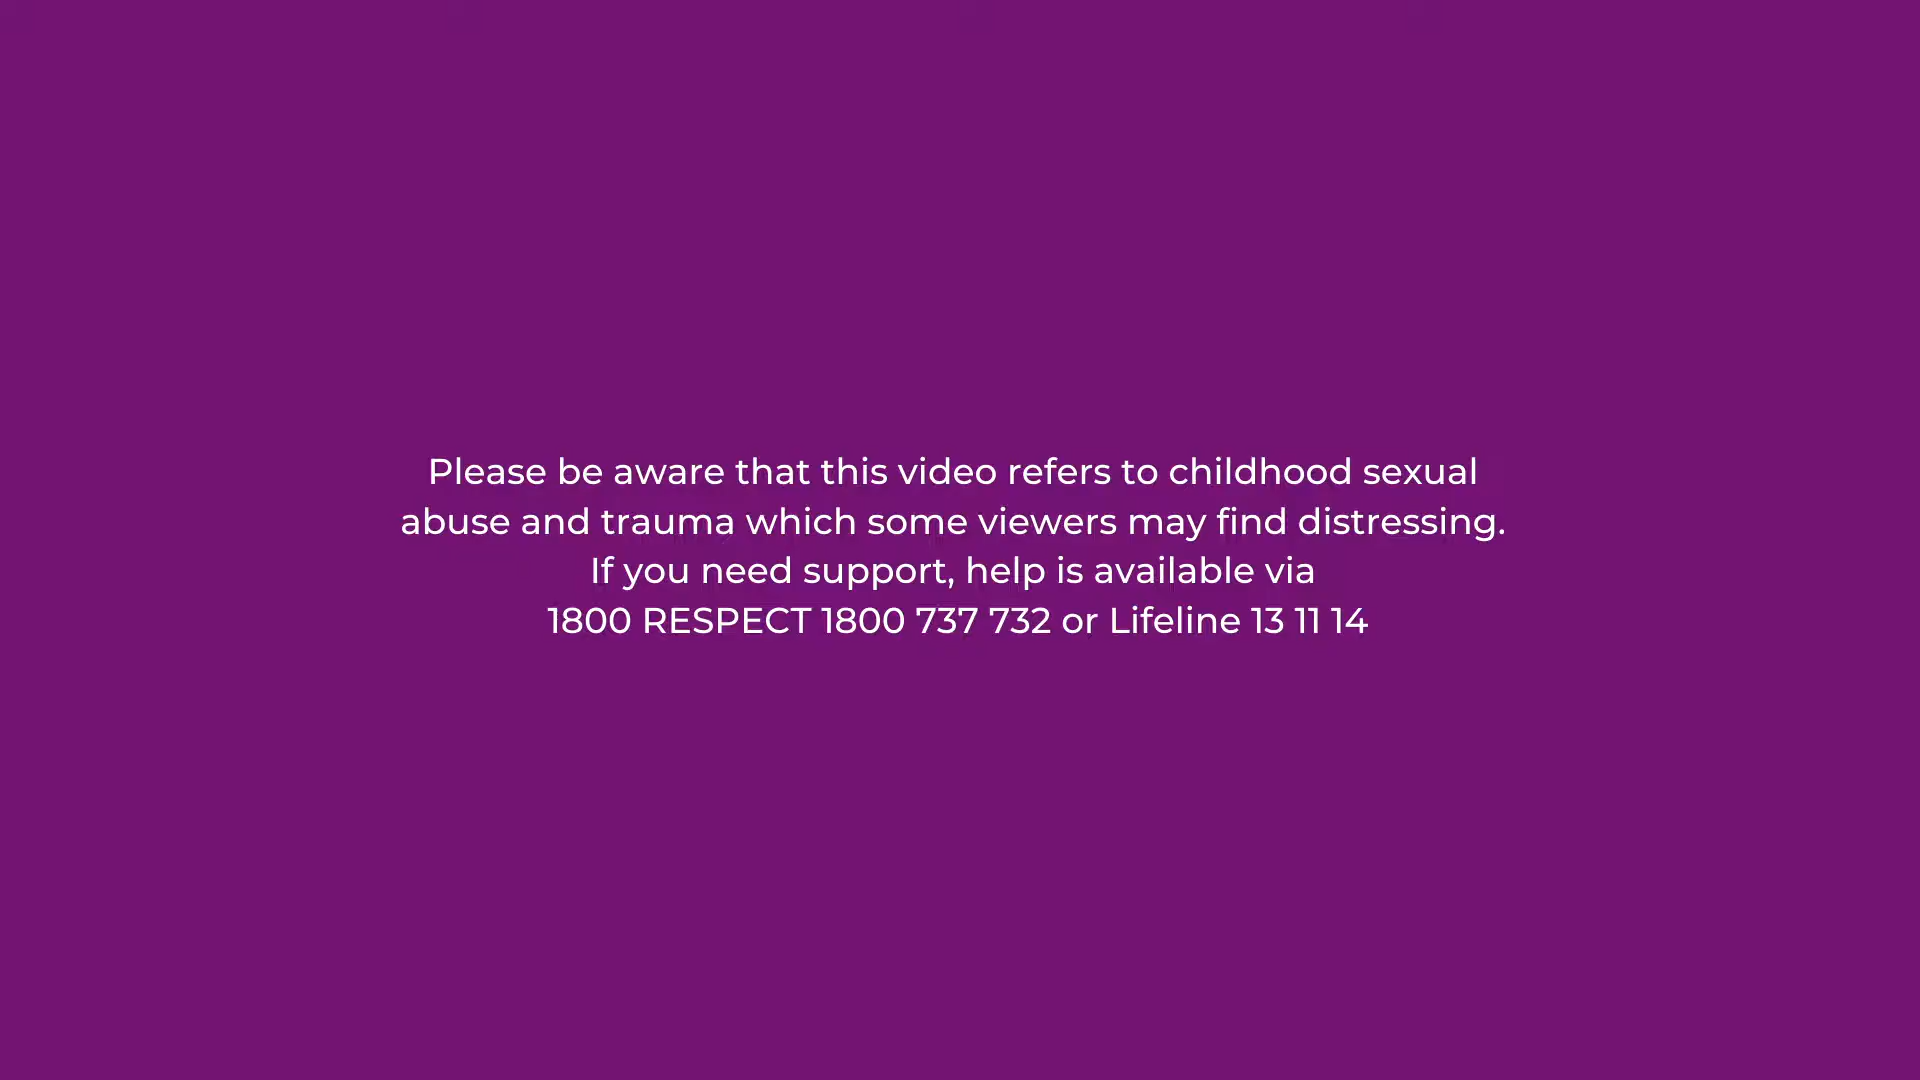 Please be aware that this video refers to childhood sexual
abuse and trauma which some viewers may find distressing.
If you need support, help is available via
1800 RESPECT 1800 737 732 or Lifeline 13 11 14